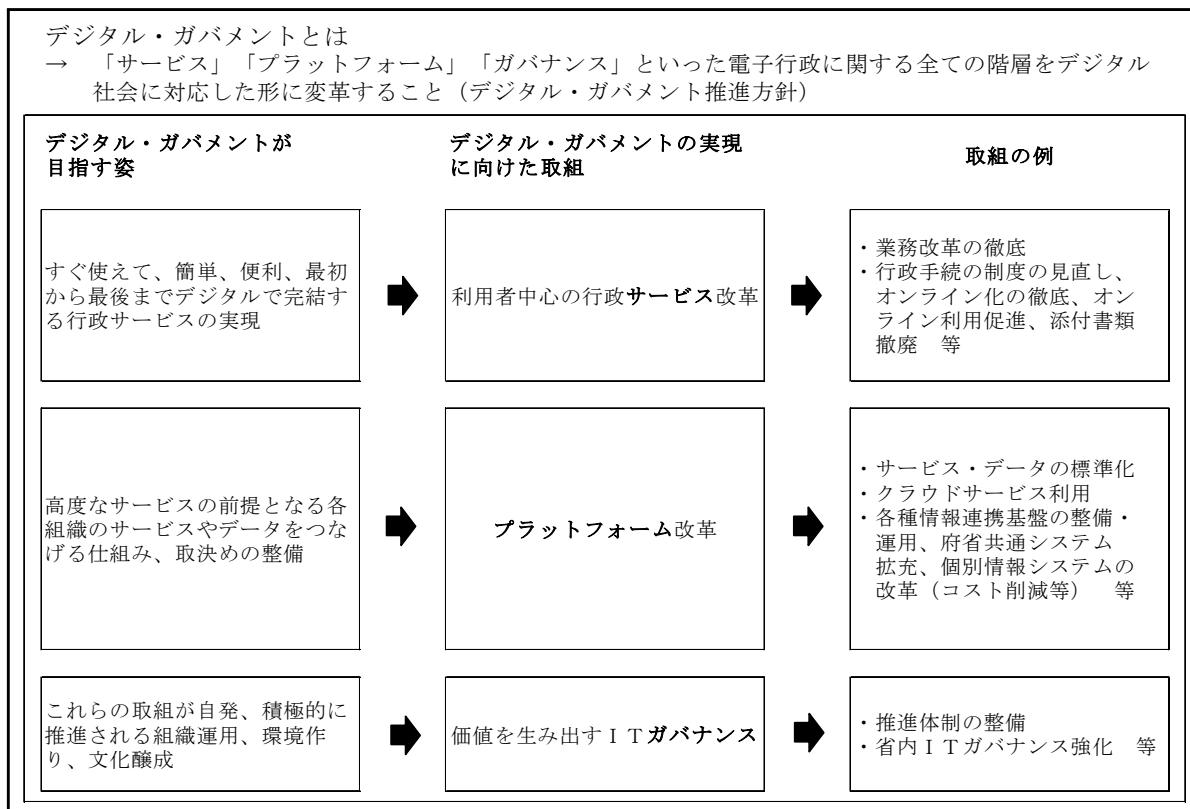 デジタル・ガバメントとは
→　「サービス」「プラットフォーム」「ガバナンス」といった電子行政に関する全ての階層をデジタル
社会に対応した形に変革すること（デジタル・ガバメント推進方針）
デジタル・ガバメントが
目指す姿
デジタル・ガバメントの実現
に向けた取組
取組の例
すぐ使えて、簡単、便利、最初
から最後までデジタルで完結す
る行政サービスの実現
利用者中心の行政サービス改革
・業務改革の徹底
・行政手続の制度の見直し、
オンライン化の徹底、オン
ライン利用促進、添付書類
撤廃　等
高度なサービスの前提となる各
組織のサービスやデータをつな
げる仕組み、取決めの整備
プラットフォーム改革
・サービス・データの標準化
・クラウドサービス利用
・各種情報連携基盤の整備・
運用、府省共通システム
拡充、個別情報システムの
改革（コスト削減等）　等
これらの取組が自発、積極的に
推進される組織運用、環境作
り、文化醸成
価値を生み出すＩＴガバナンス
・推進体制の整備
・省内ＩＴガバナンス強化　等